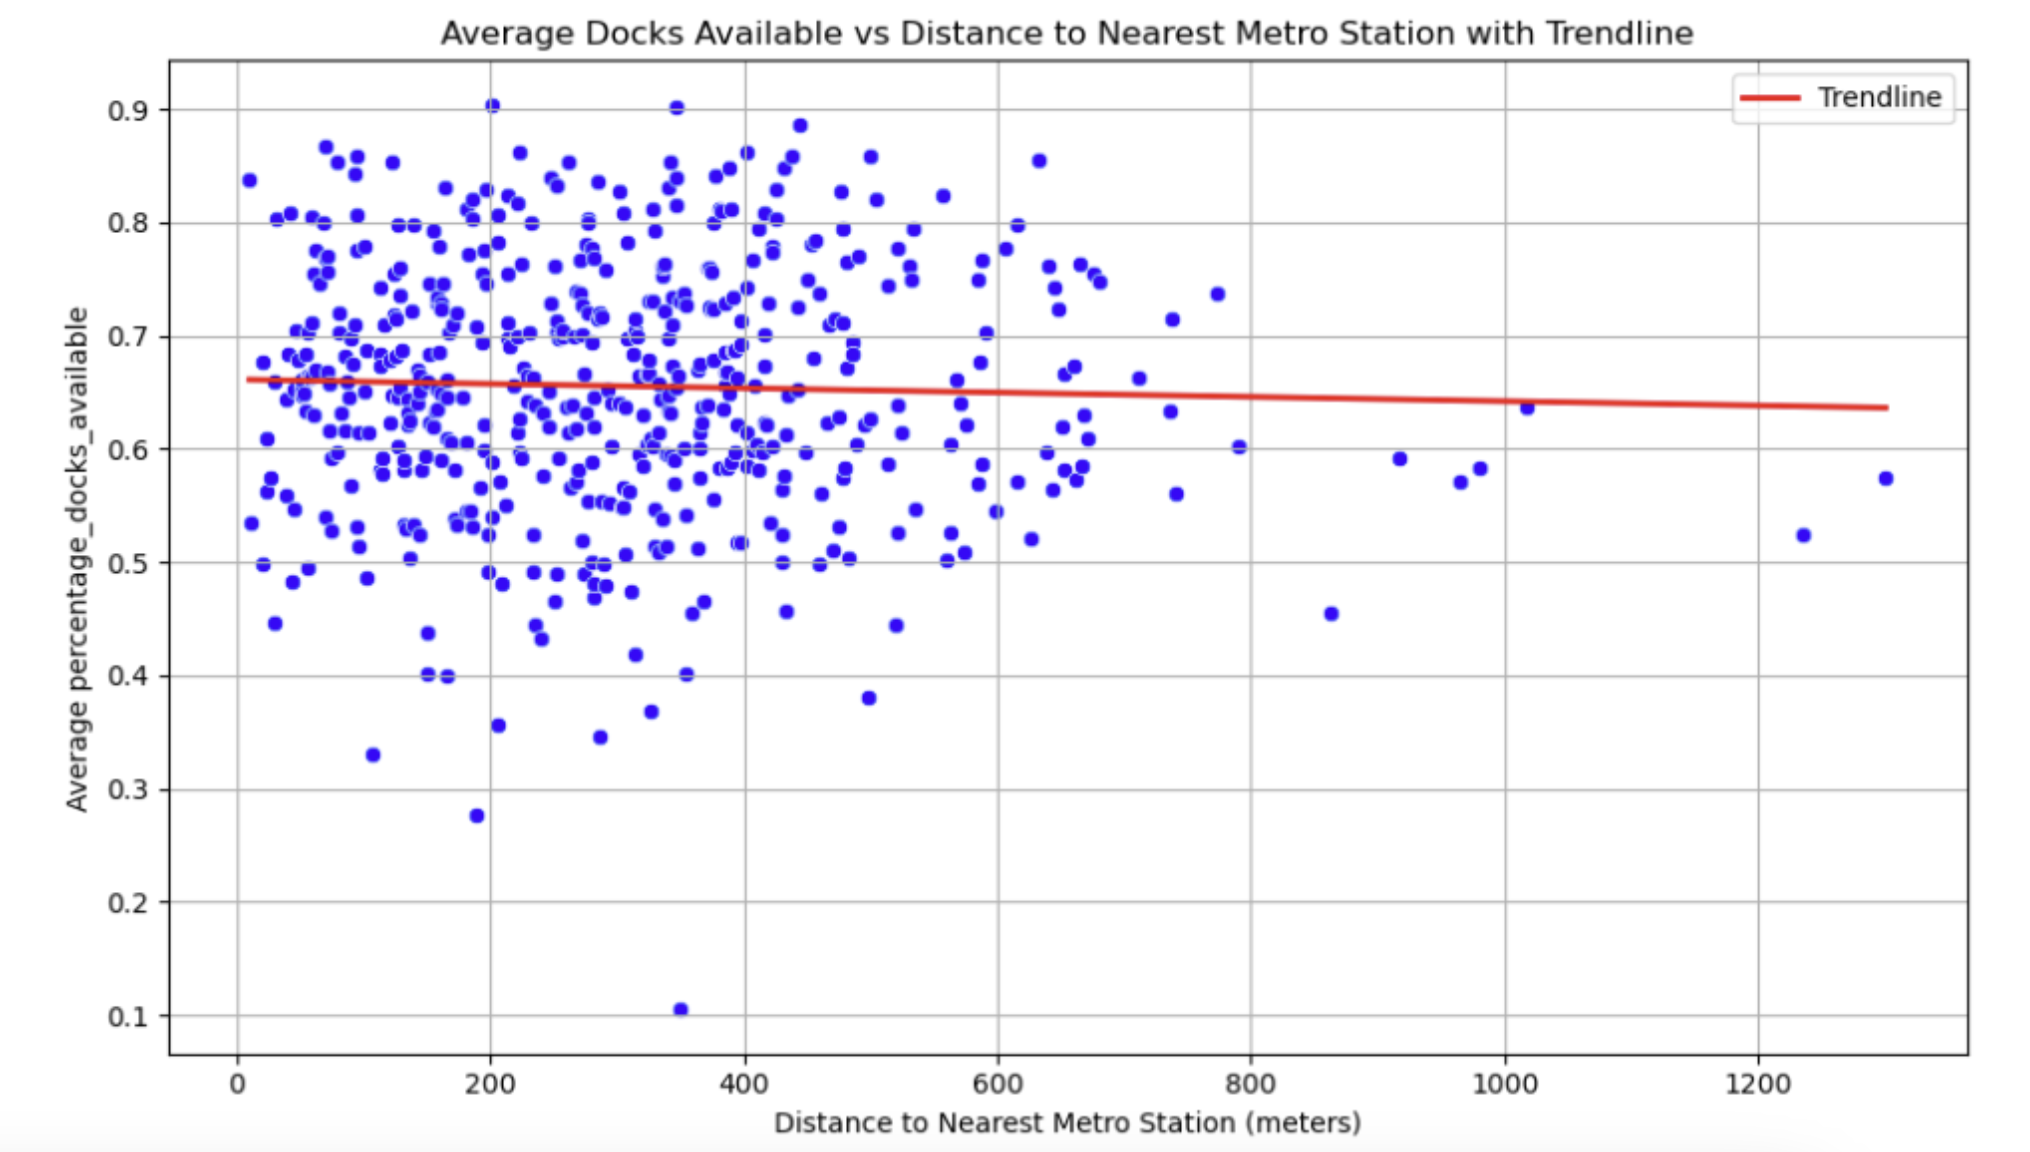 Average Docks Available vs Distance to Nearest Metro Station with Trendline
Trendline
Average percentage_docks_available
0.9
0.8
0.7
0.6
0.5
0.4
0.3
0.2
0.1
0 200 400 600 800 1000 1200
Distance to Nearest Metro Station (meters)